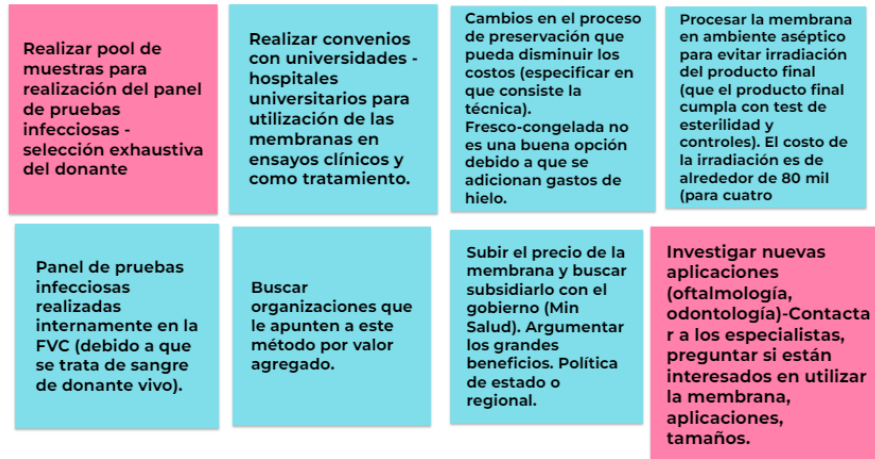 Realizar pool de
muestras para
realización del panel
de pruebas
infecciosas -
selección exhaustiva
del donante
Realizar convenios
con universidades -
hospitales
universitarios para
utilización de las
membranas en
ensayos clínicos y
como tratamiento.
Cambios en el proceso
de preservación que
pueda disminuir los
costos (especificar en
que consiste la
técnica).
Fresco-congelada no
es una buena opción
debido a que se
adicionan gastos de
hielo.
Procesar la membrana
en ambiente aséptico
para evitar irradiación
del producto final
(que el producto final
cumpla con test de
esterilidad y
controles). El costo de
la irradiación es de
alrededor de 80 mil
(para cuatro
Panel de pruebas
infecciosas
realizadas
internamente en la
FVC (debido a que
se trata de sangre
de donante vivo).
Buscar
organizaciones que
le apunten a este
método por valor
agregado.
Subir el precio de la
membrana y buscar
subsidiarlo con el
gobierno (Min
Salud). Argumentar
los grandes
beneficios. Política
de estado o
regional.
Investigar nuevas
aplicaciones
(oftalmología,
odontología)-Contacta
r a los especialistas,
preguntar si están
interesados en utilizar
la membrana,
aplicaciones,
tamaños.